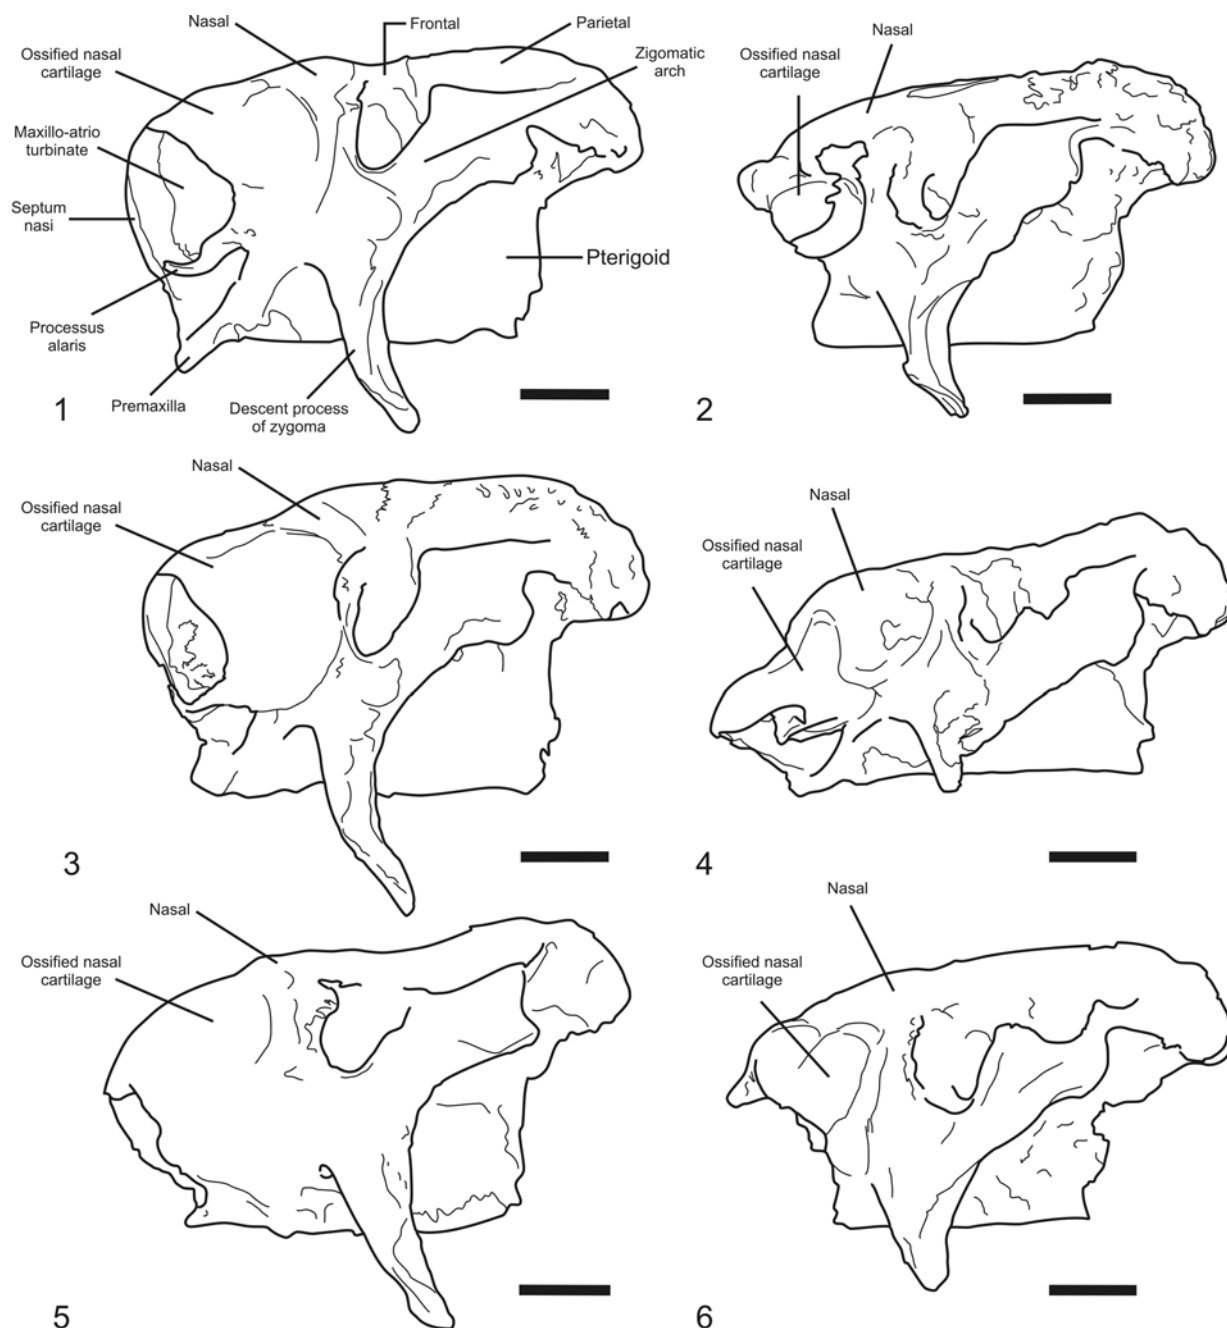 1
Nasal
Frontal
Parietal
Ossified nasal
cartilage
Zigomatic
arch
Maxillo-atrio
turbinate
Septum
nasi
Pterigoid
Processus
alaris
Premaxilla
Descent process
of zygoma
2
Ossified nasal
cartilage
Nasal
3
Nasal
Ossified nasal
cartilage
4
Nasal
Ossified nasal
cartilage
5
Nasal
Ossified nasal
cartilage
6
Nasal
Ossified nasal
cartilage